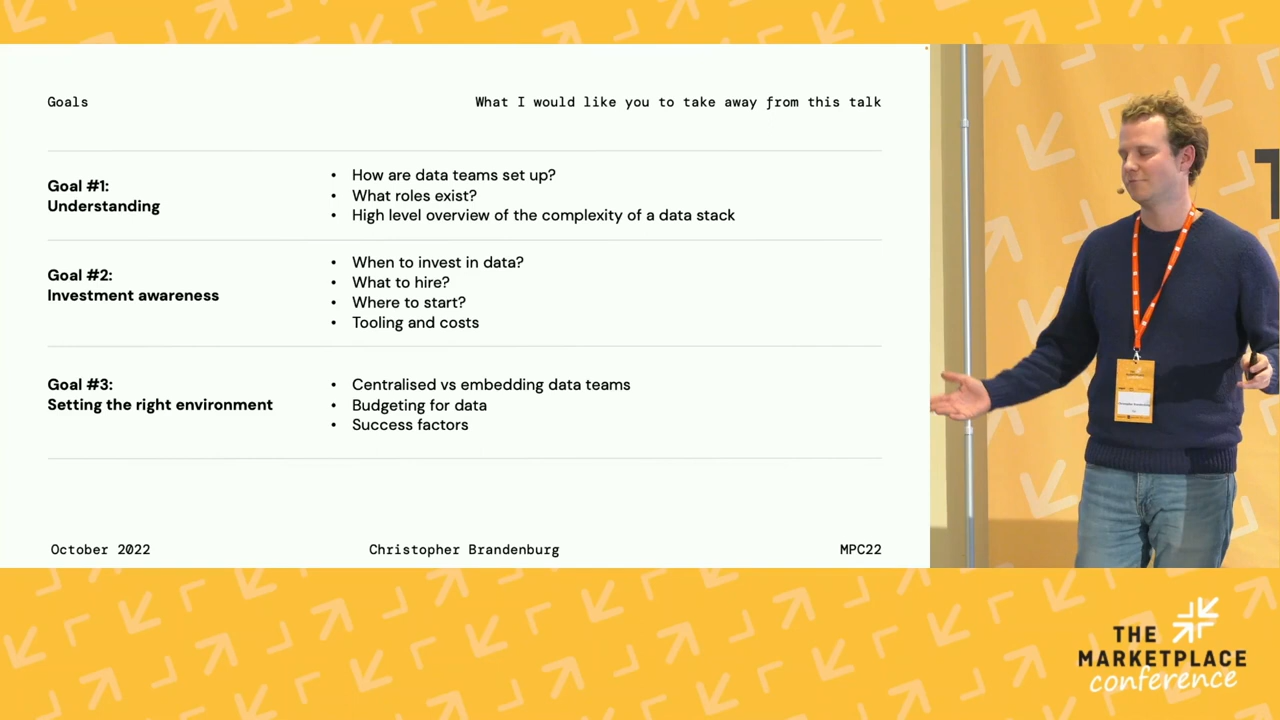 Goals
What I would like you to take away from this talk
Goal #1:
Understanding
• How are data teams set up?
• What roles exist?
• High level overview of the complexity of a data stack
Goal #2:
Investment awareness
• When to invest in data?
• What to hire?
• Where to start?
• Tooling and costs
Goal #3:
Setting the right environment
• Centralised vs embedding data teams
• Budgeting for data
• Success factors
October 2022
Christopher Brandenburg
MPC22
THE
MARKETPLACE
conference